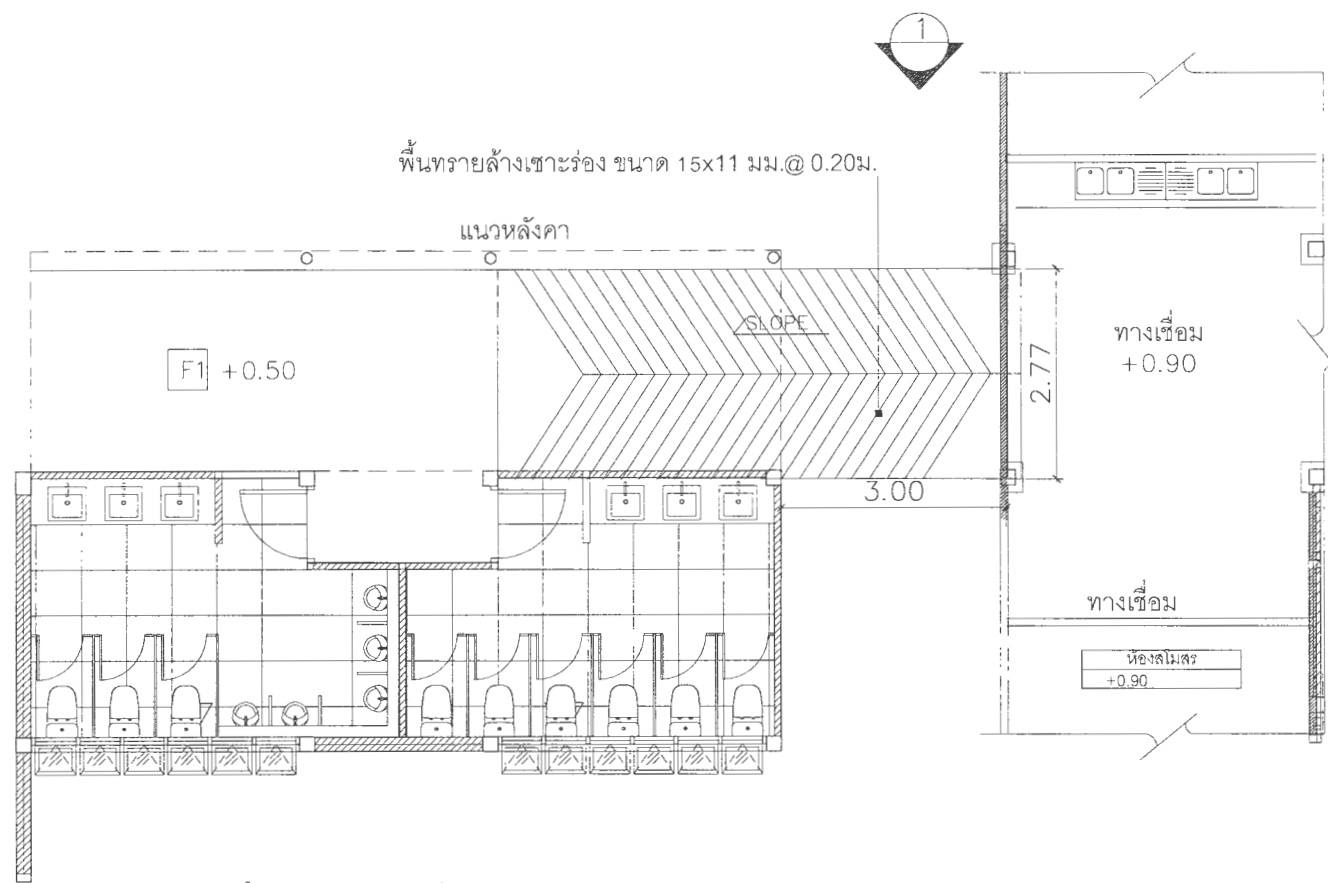 1
พื้นทรายล้างเซาะร่อง ขนาด 15x11 มม.@ 0.20ม.
แนวหลังคา
SLOPE
ทางเชื่อม
+0.90
F1 +0.50
2.77
3.00
ทางเชื่อม
ห้องสโมสร
+0.90